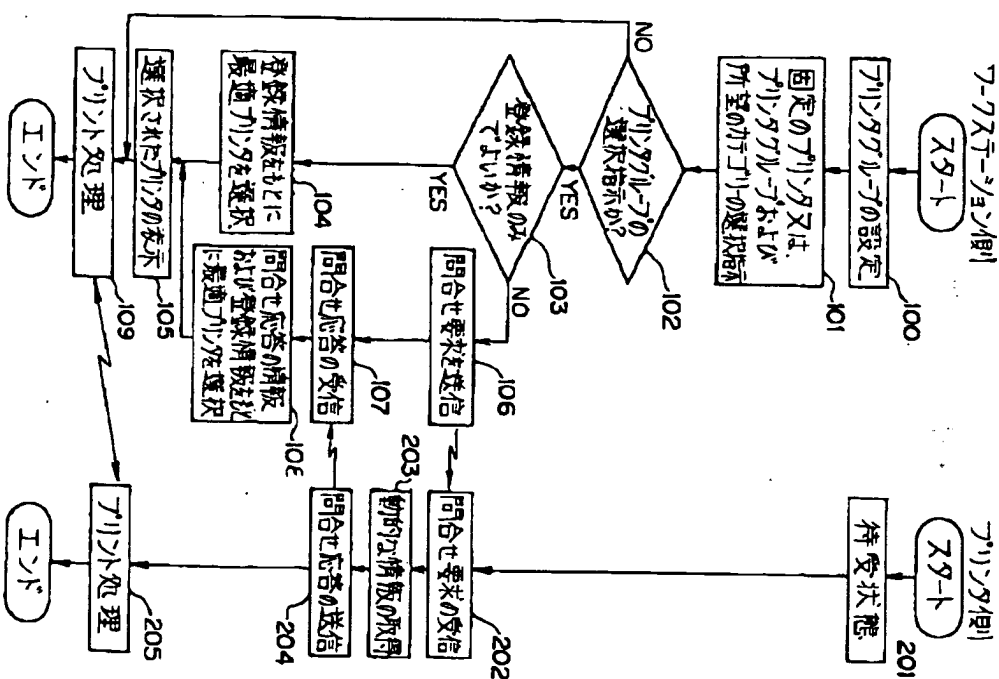 ワークステーション側
スタート
プリンタグループの設定
100
固定のプリンタ又は、
プリンタグループおよび
所望のカテゴリーの選択指示
101
プリンタグループの
選択指示か?
102
NO
YES
登録情報のみ
でよいか?
103
YES
NO
登録情報をもとに
最適プリンタを選択
104
選択されたプリンタの表示
105
問合せ要求を送信
106
問合せ応答の受信
107
問合せ応答の情報
および登録情報をもと
に最適プリンタを選択
108
プリント処理
109
エンド
プリンタ側
スタート
待受状態
201
問合せ要求の受信
202
動的な情報の取得
203
問合せ応答の送信
204
プリント処理
205
エンド